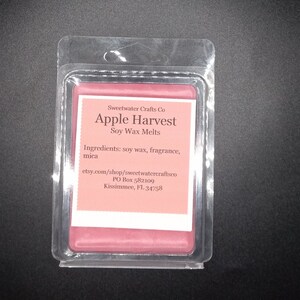 Sweetwater Crafts Co
Apple Harvest
Soy Wax Melts
Ingredients: soy wax, fragrance,
mica
etsy.com/shop/sweetwatercraftsco
PO Box 582109
Kissimmee, Fl. 34758